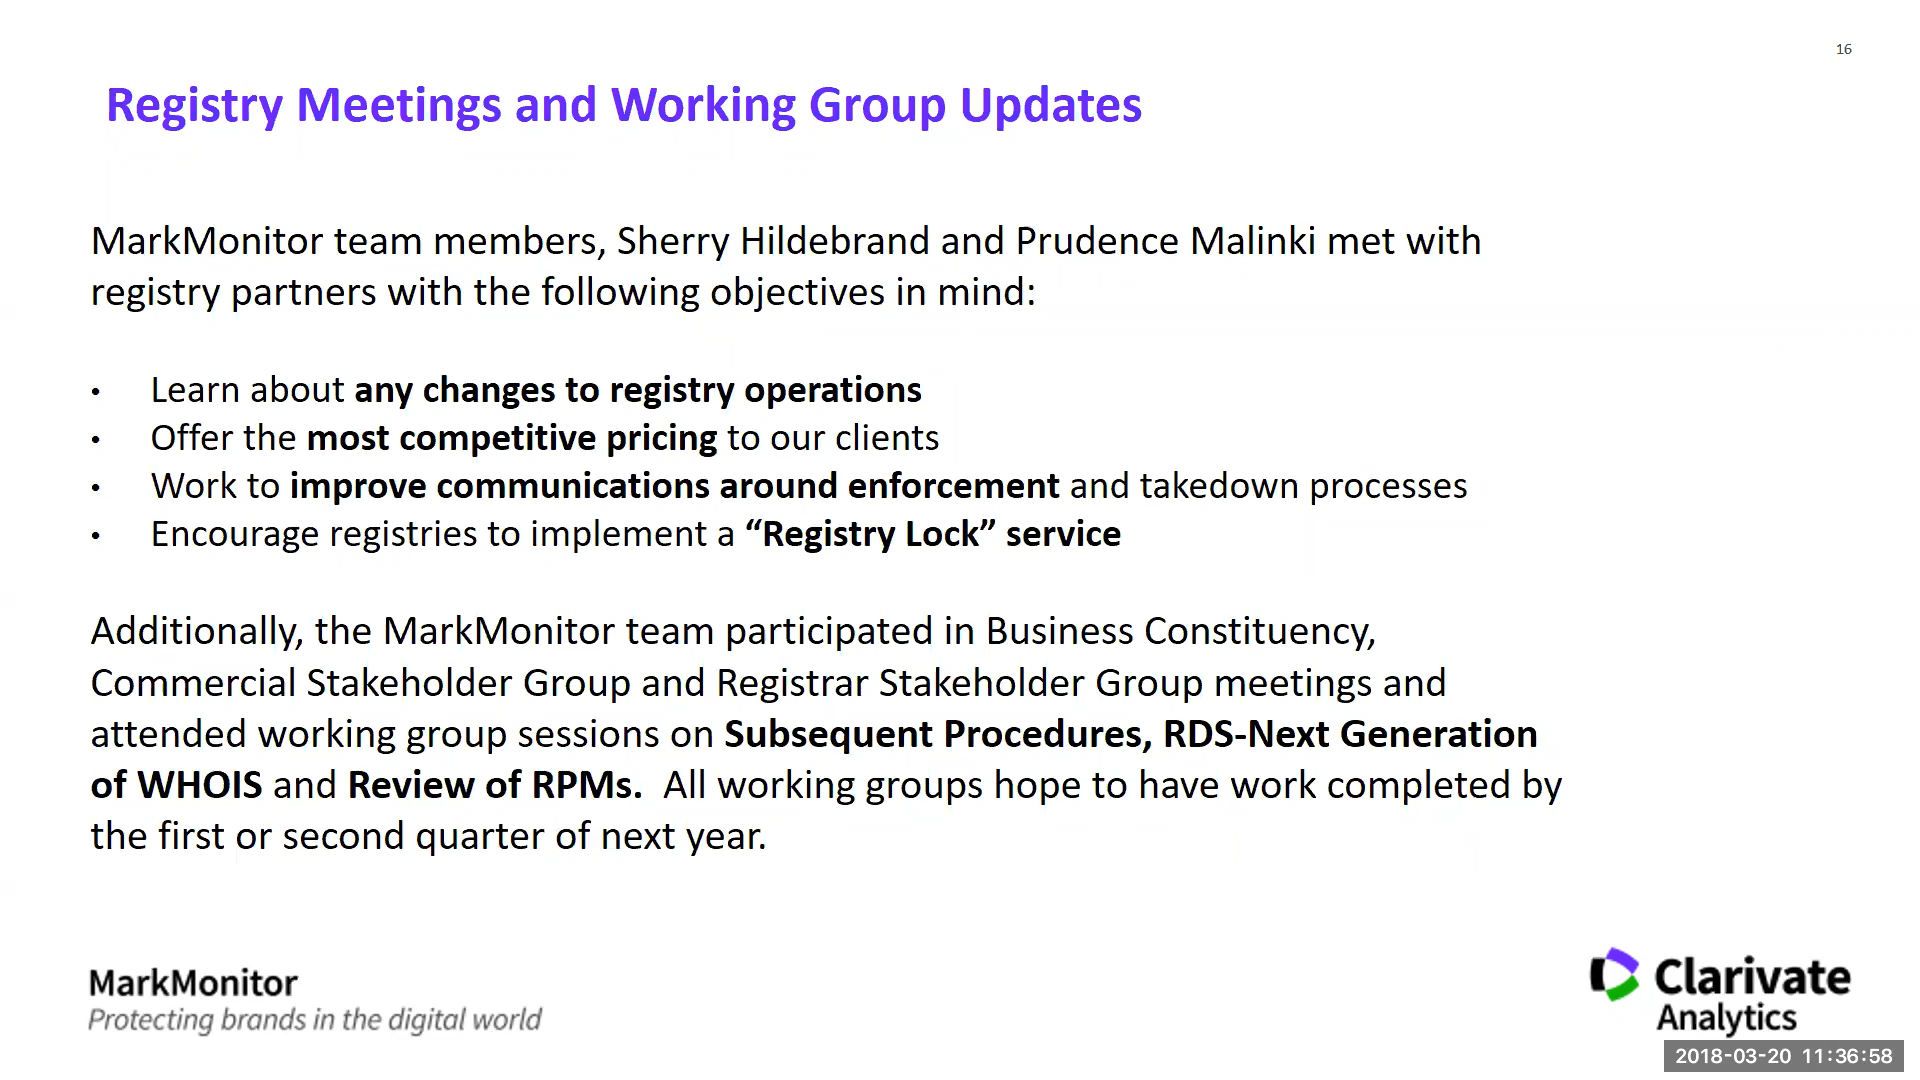 16
Registry Meetings and Working Group Updates
MarkMonitor team members, Sherry Hildebrand and Prudence Malinki met with
registry partners with the following objectives in mind:
• Learn about any changes to registry operations
• Offer the most competitive pricing to our clients
• Work to improve communications around enforcement and takedown processes
• Encourage registries to implement a “Registry Lock” service
Additionally, the MarkMonitor team participated in Business Constituency,
Commercial Stakeholder Group and Registrar Stakeholder Group meetings and
attended working group sessions on Subsequent Procedures, RDS-Next Generation
of WHOIS and Review of RPMs.  All working groups hope to have work completed by
the first or second quarter of next year.
MarkMonitor
Protecting brands in the digital world
Clarivate
Analytics
2018-03-20 11:36:58